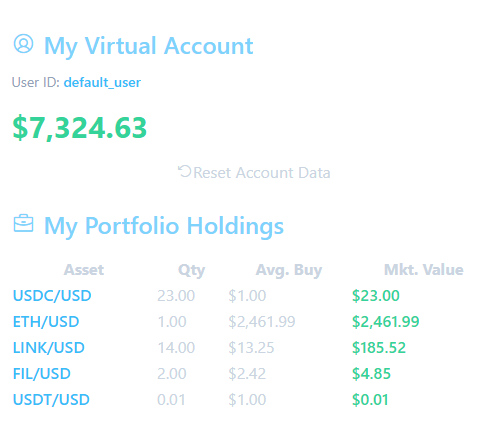 My Virtual Account
User ID: default_user
$7,324.63
Reset Account Data
My Portfolio Holdings
Asset Qty Avg. Buy Mkt. Value
USDC/USD 23.00 $1.00 $23.00
ETH/USD 1.00 $2,461.99 $2,461.99
LINK/USD 14.00 $13.25 $185.52
FIL/USD 2.00 $2.42 $4.85
USDT/USD 0.01 $1.00 $0.01